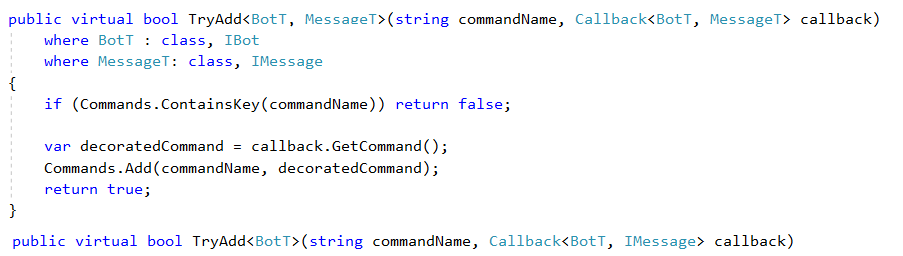 public virtual bool TryAdd<BotT, MessageT>(string commandName, Callback<BotT, MessageT> callback)
where BotT : class, IBot
where MessageT: class, IMessage
{
if (Commands.ContainsKey(commandName)) return false;
var decoratedCommand = callback.GetCommand();
Commands.Add(commandName, decoratedCommand);
return true;
}
public virtual bool TryAdd<BotT>(string commandName, Callback<BotT, IMessage> callback)